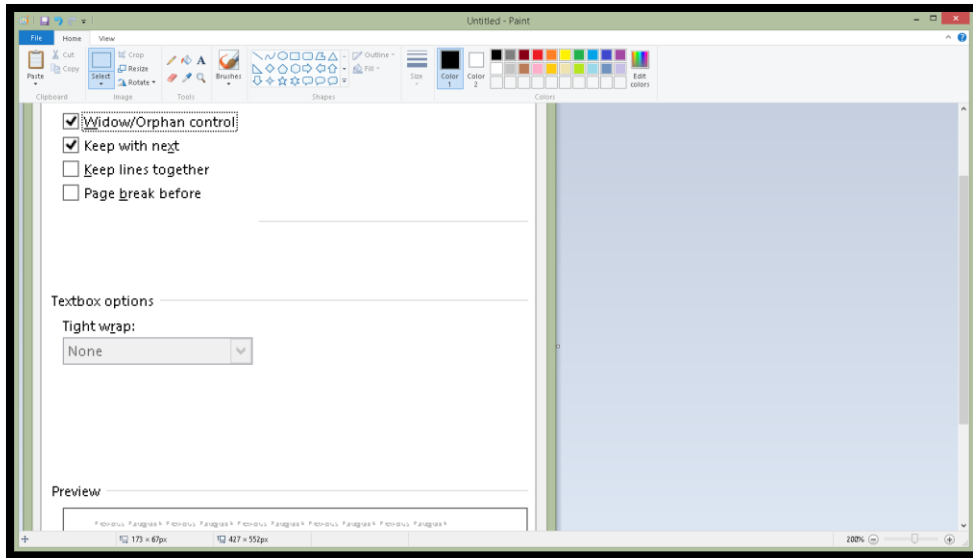 Untitled - Paint
File Home View
Paste
Cut
Copy
Clipboard
Select
Crop
Resize
Rotate
Image
Tools
Brushes
Shapes
Outline
Fill
Size
Color 1
Color 2
Edit colors
Colors
Widow/Orphan control
Keep with next
Keep lines together
Page break before
Textbox options
Tight wrap:
None
Preview
173 × 67px
427 × 552px
200%